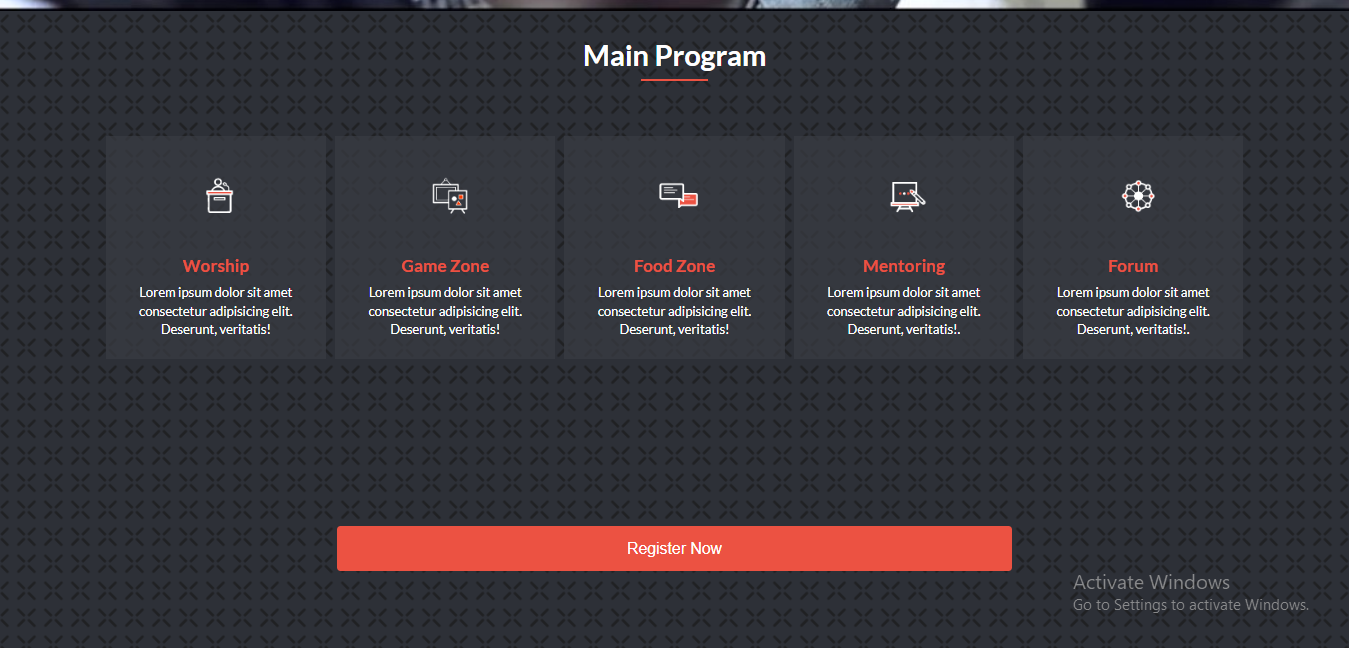 Main Program
Worship
Lorem ipsum dolor sit amet
consectetur adipisicing elit.
Deserunt, veritatis!
Game Zone
Lorem ipsum dolor sit amet
consectetur adipisicing elit.
Deserunt, veritatis!
Food Zone
Lorem ipsum dolor sit amet
consectetur adipisicing elit.
Deserunt, veritatis!
Mentoring
Lorem ipsum dolor sit amet
consectetur adipisicing elit.
Deserunt, veritatis!.
Forum
Lorem ipsum dolor sit amet
consectetur adipisicing elit.
Deserunt, veritatis!.
Register Now
Activate Windows
Go to Settings to activate Windows.